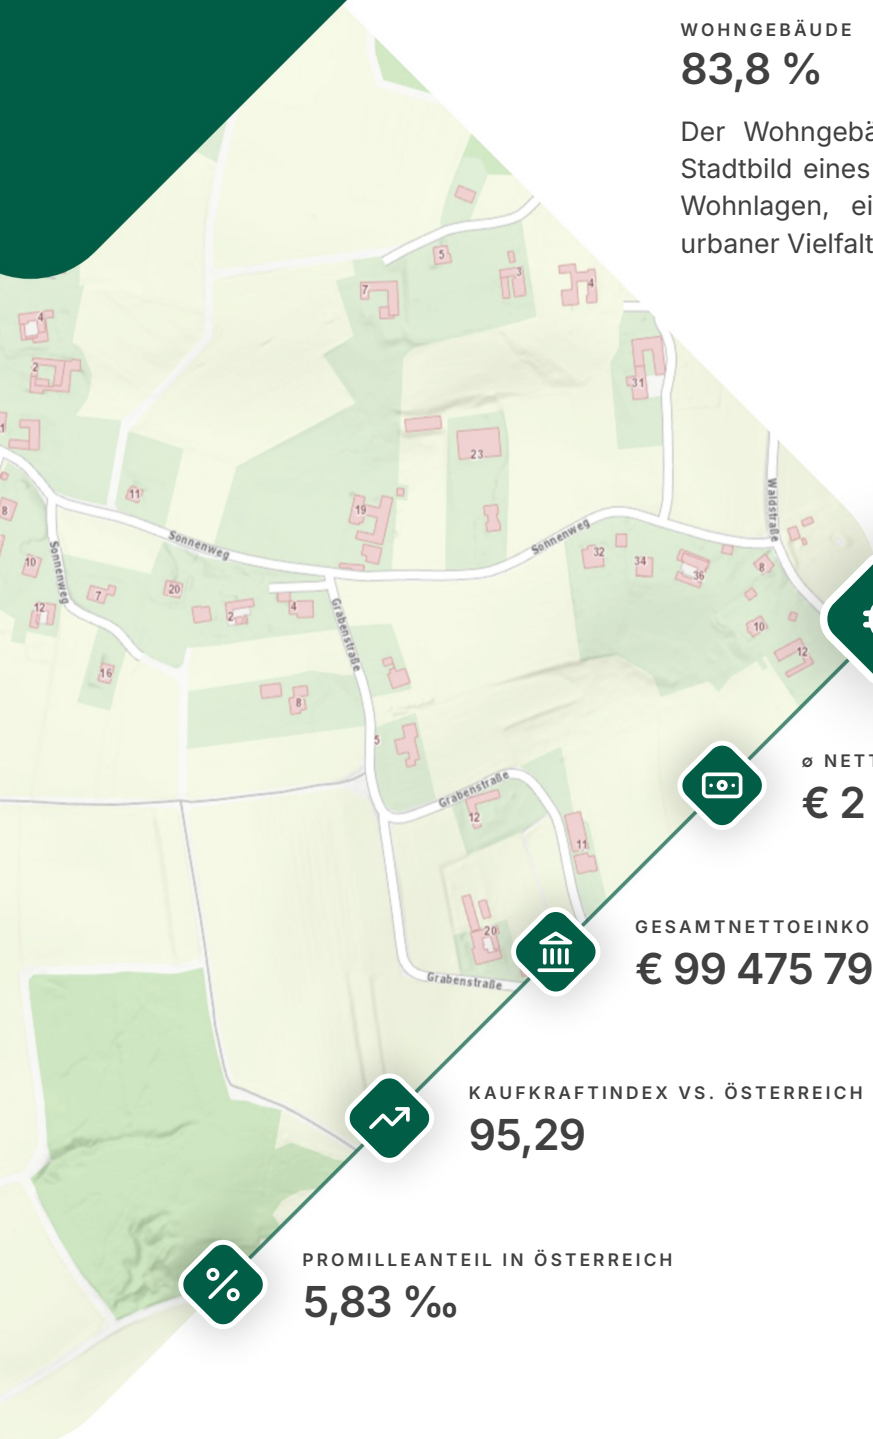 WOHNGEBÄUDE
83,8 %
Der Wohngebä
Stadtbild eines
Wohnlagen, ei
urbaner Vielfalt
5
3
4
7
4
2
31
1
23
11
19
8
Sonnenweg
Sonnenweg
Waldstraße
Sonnenweg
32
34
36
8
10
7
20
12
2
4
Grabenstraße
10
12
16
8
5
ø NETT
€ 2
Grabenstraße
12
11
20
GESAMTNETTOEINKO
€ 99 475 79
Grabenstraße
KAUFKRAFTINDEX VS. ÖSTERREICH
95,29
PROMILLEANTEIL IN ÖSTERREICH
5,83 ‰